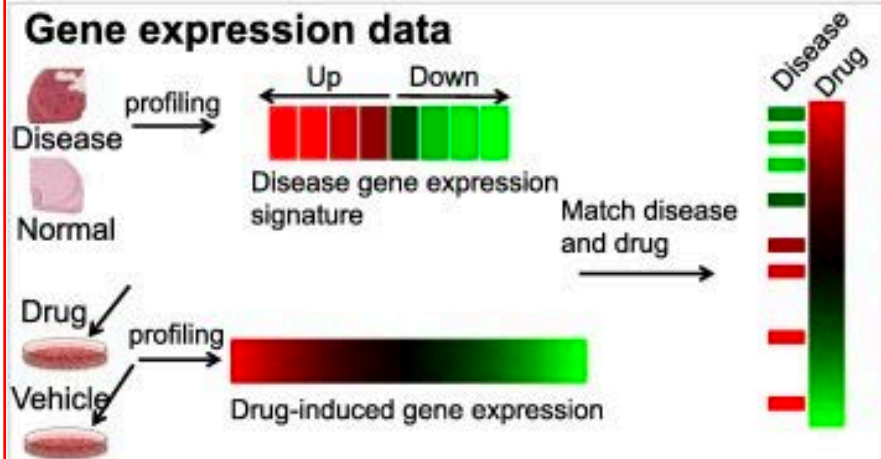 Gene expression data
Disease
profiling
Up
Down
Disease gene expression
signature
Normal
Drug
profiling
Vehicle
Drug-induced gene expression
Match disease
and drug
Disease
Drug